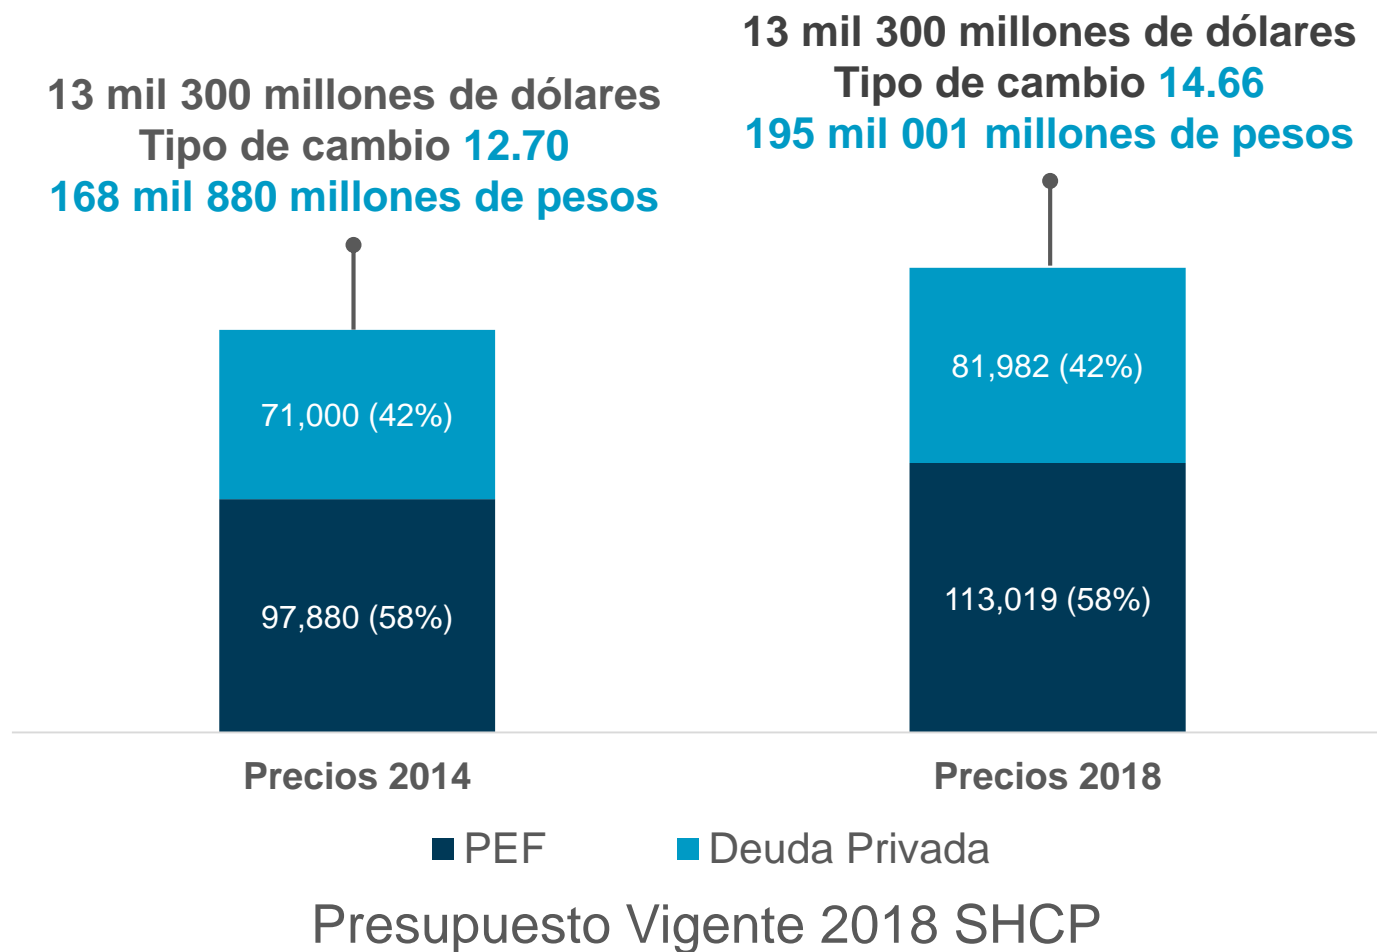 13 mil 300 millones de dólares
Tipo de cambio 12.70
168 mil 880 millones de pesos
13 mil 300 millones de dólares
Tipo de cambio 14.66
195 mil 001 millones de pesos
71,000 (42%)
97,880 (58%)
81,982 (42%)
113,019 (58%)
Precios 2014
Precios 2018
PEF
Deuda Privada
Presupuesto Vigente 2018 SHCP